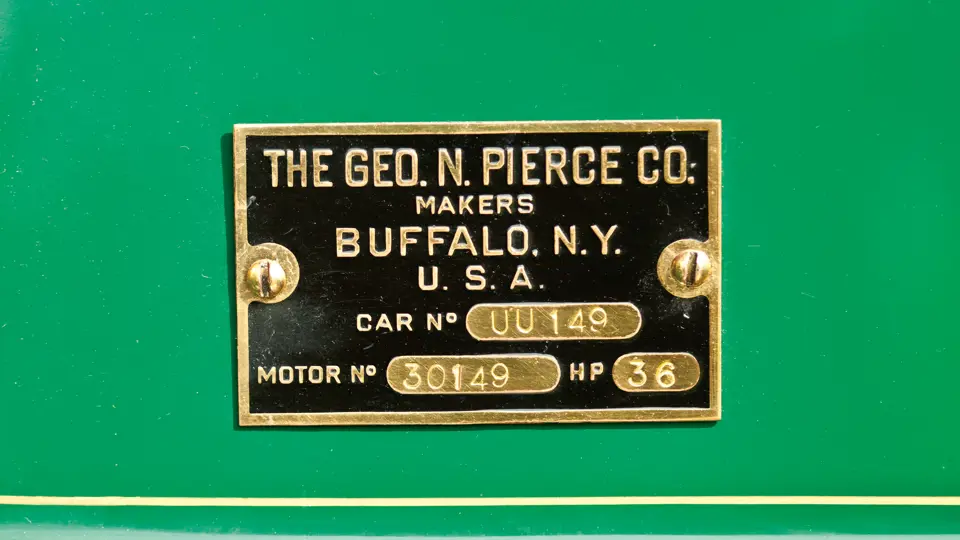 THE GEO. N. PIERCE CO.
MAKERS
BUFFALO, N.Y.
U. S. A.
CAR Nº UU 149
MOTOR Nº 30149 HP 36